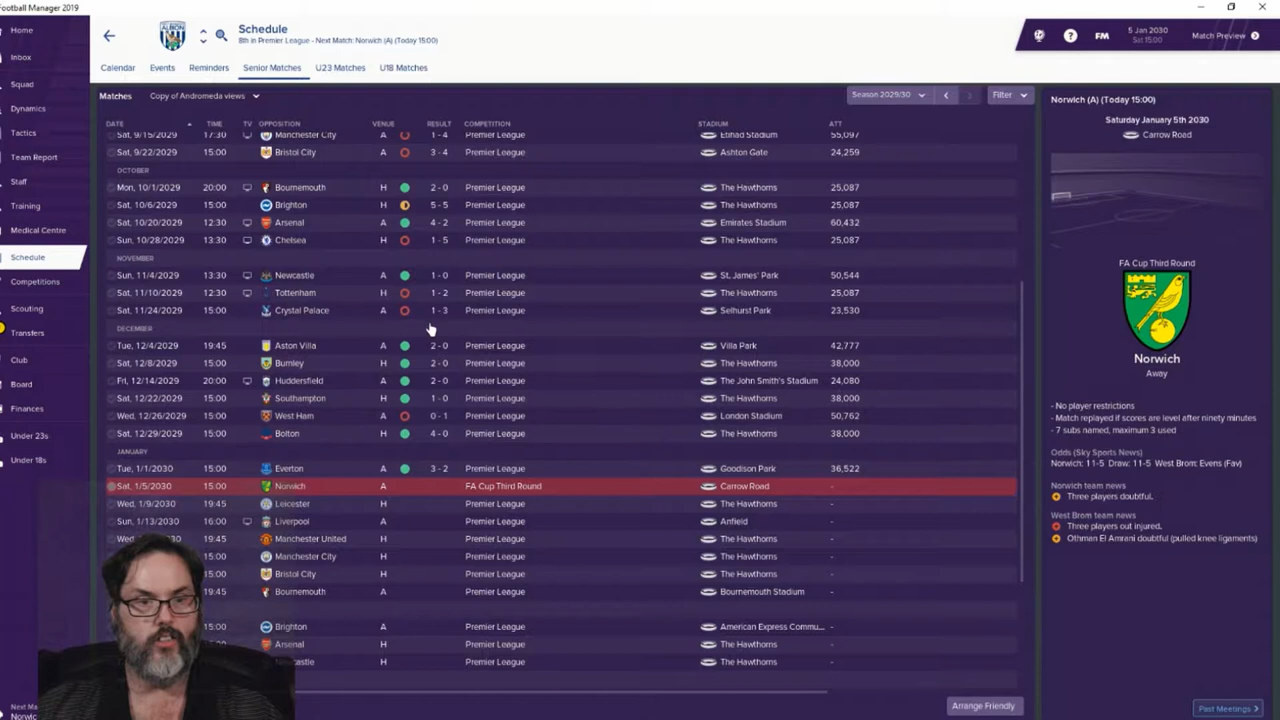 Football Manager 2019
Home
Inbox
Squad
Dynamics
Tactics
Team Report
Staff
Training
Medical Centre
Schedule
Competitions
Scouting
Transfers
Club
Board
Finances
Under 23s
Under 18s
Next M
Norwic
ALBION
Schedule
8th in Premier League - Next Match: Norwich (A) (Today 15:00)
FM
5 Jan 2030
Sat 15:00
Match Preview
Calendar Events Reminders Senior Matches U23 Matches U18 Matches
Matches Copy of Andromeda views Season 2029/30 Filter
DATE TIME TV OPPOSITION VENUE RESULT COMPETITION STADIUM ATT
Sat, 9/15/2029 17:30 Manchester City A 1 - 4 Premier League Etihad Stadium 55,097
Sat, 9/22/2029 15:00 Bristol City A 3 - 4 Premier League Ashton Gate 24,259
OCTOBER
Mon, 10/1/2029 20:00 Bournemouth H 2 - 0 Premier League The Hawthorns 25,087
Sat, 10/6/2029 15:00 Brighton H 5 - 5 Premier League The Hawthorns 25,087
Sat, 10/20/2029 12:30 Arsenal A 4 - 2 Premier League Emirates Stadium 60,432
Sun, 10/28/2029 13:30 Chelsea H 1 - 5 Premier League The Hawthorns 25,087
NOVEMBER
Sun, 11/4/2029 13:30 Newcastle A 1 - 0 Premier League St. James' Park 50,544
Sat, 11/10/2029 12:30 Tottenham H 1 - 2 Premier League The Hawthorns 25,087
Sat, 11/24/2029 15:00 Crystal Palace A 1 - 3 Premier League Selhurst Park 23,530
DECEMBER
Tue, 12/4/2029 19:45 Aston Villa A 2 - 0 Premier League Villa Park 42,777
Sat, 12/8/2029 15:00 Burnley H 2 - 0 Premier League The Hawthorns 38,000
Fri, 12/14/2029 20:00 Huddersfield A 2 - 0 Premier League The John Smith's Stadium 24,080
Sat, 12/22/2029 15:00 Southampton H 1 - 0 Premier League The Hawthorns 38,000
Wed, 12/26/2029 15:00 West Ham A 0 - 1 Premier League London Stadium 50,762
Sat, 12/29/2029 15:00 Bolton H 4 - 0 Premier League The Hawthorns 38,000
JANUARY
Tue, 1/1/2030 15:00 Everton A 3 - 2 Premier League Goodison Park 36,522
Sat, 1/5/2030 15:00 Norwich A FA Cup Third Round Carrow Road -
Wed, 1/9/2030 19:45 Leicester H Premier League The Hawthorns -
Sun, 1/13/2030 16:00 Liverpool A Premier League Anfield -
19:45 Manchester United H Premier League The Hawthorns -
15:00 Manchester City H Premier League The Hawthorns -
15:00 Bristol City H Premier League The Hawthorns -
19:45 Bournemouth A Premier League Bournemouth Stadium -
15:00 Brighton A Premier League American Express Commu... -
Arsenal H Premier League The Hawthorns -
Newcastle H Premier League The Hawthorns -
Arrange Friendly
Norwich (A) (Today 15:00)
Saturday January 5th 2030
Carrow Road
FA Cup Third Round
Norwich
Away
- No player restrictions
- Match replayed if scores are level after ninety minutes
- 7 subs named, maximum 3 used
Odds (Sky Sports News)
Norwich: 11-5 Draw: 11-5 West Brom: Evens (Fav)
Norwich team news
Three players doubtful.
West Brom team news
Three players out injured.
Othman El Amrani doubtful (pulled knee ligaments)
Past Meetings